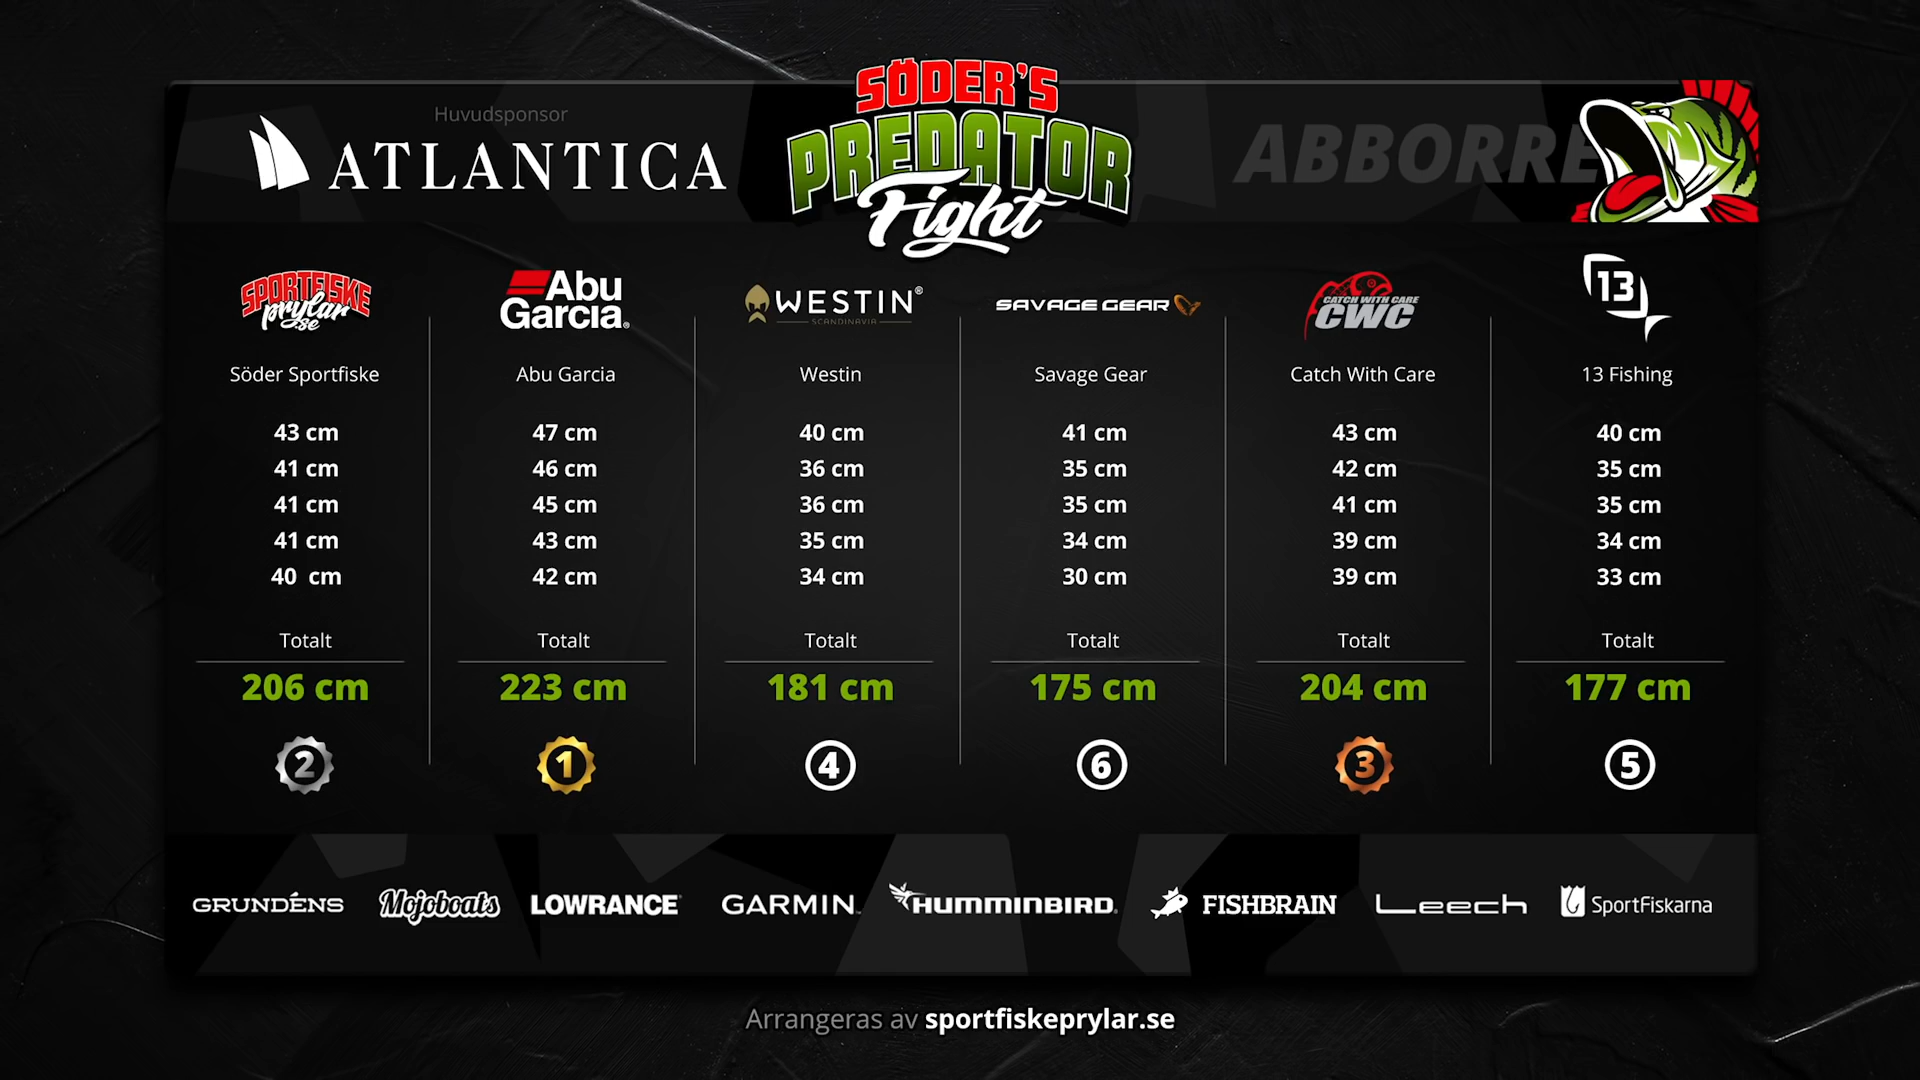 SÖDER'S
PREDATOR
Fight
Huvudsponsor
ATLANTICA
ABBORRE
SPORTFISKE
prylar
.se
Abu
Garcia®
WESTIN®
SCANDINAVIA
SAVAGE GEAR
CATCH WITH CARE
CWC
13
Söder Sportfiske Abu Garcia Westin Savage Gear Catch With Care 13 Fishing
43 cm 47 cm 40 cm 41 cm 43 cm 40 cm
41 cm 46 cm 36 cm 35 cm 42 cm 35 cm
41 cm 45 cm 36 cm 35 cm 41 cm 35 cm
41 cm 43 cm 35 cm 34 cm 39 cm 34 cm
40 cm 42 cm 34 cm 30 cm 39 cm 33 cm
Totalt Totalt Totalt Totalt Totalt Totalt
206 cm 223 cm 181 cm 175 cm 204 cm 177 cm
2 1 4 6 3 5
GRUNDÉNS Mojoboats LOWRANCE GARMIN HUMMINBIRD FISHBRAIN Leech SportFiskarna
Arrangeras av sportfiskeprylar.se